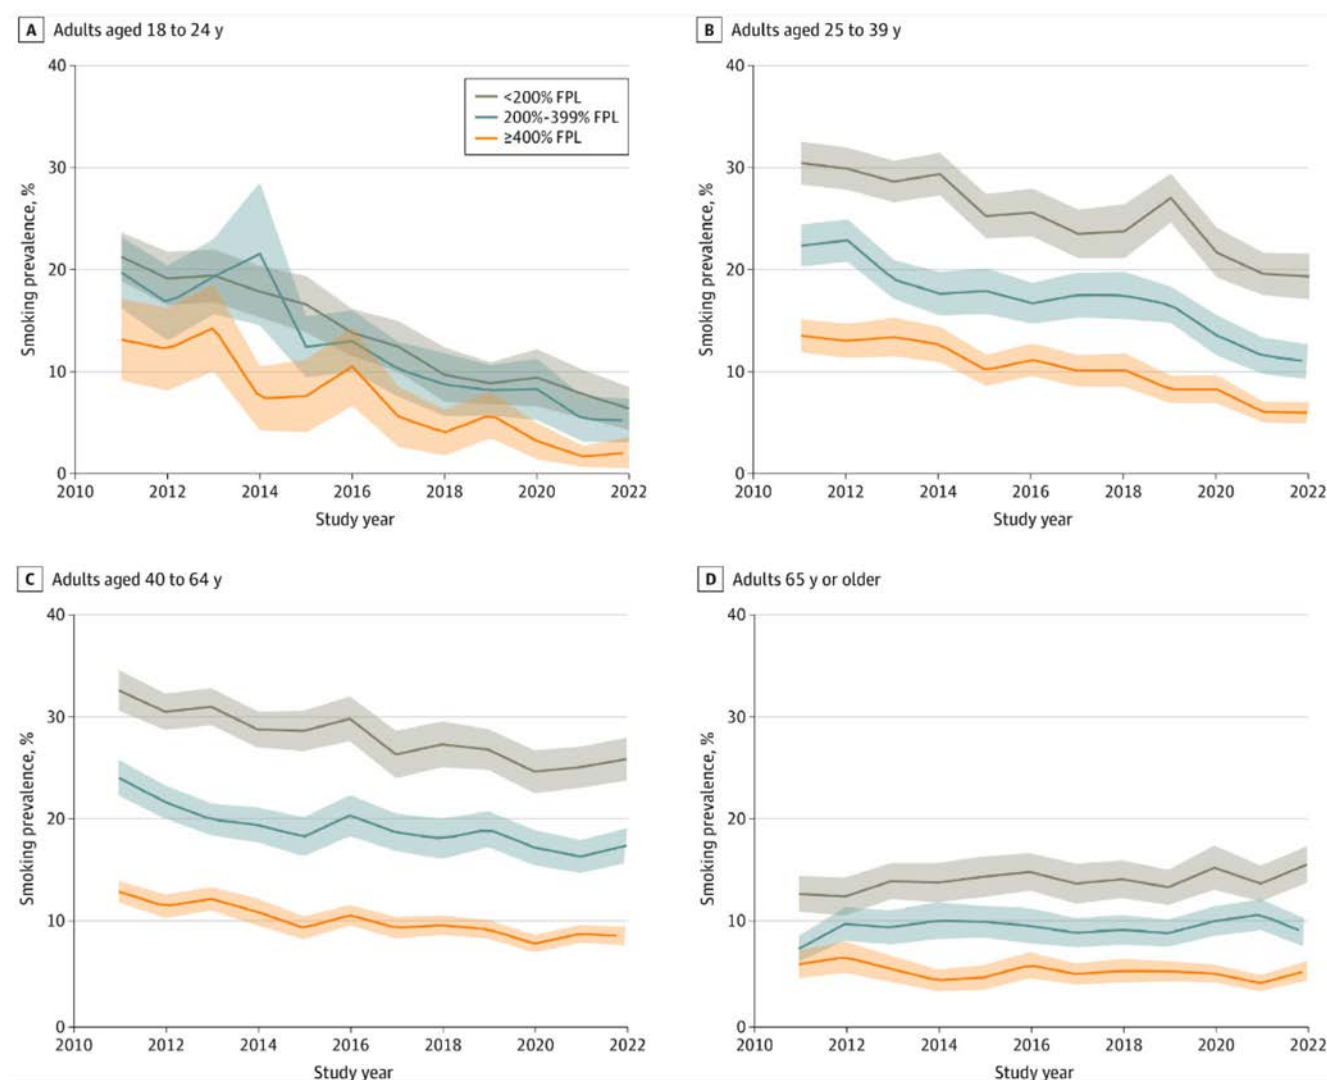 A Adults aged 18 to 24 y
40
30
20
10
0
Smoking prevalence, %
<200% FPL
200%-399% FPL
≥400% FPL
2010 2012 2014 2016 2018 2020 2022
Study year
B Adults aged 25 to 39 y
40
30
20
10
0
Smoking prevalence, %
2010 2012 2014 2016 2018 2020 2022
Study year
C Adults aged 40 to 64 y
40
30
20
10
0
Smoking prevalence, %
2010 2012 2014 2016 2018 2020 2022
Study year
D Adults 65 y or older
40
30
20
10
0
Smoking prevalence, %
2010 2012 2014 2016 2018 2020 2022
Study year